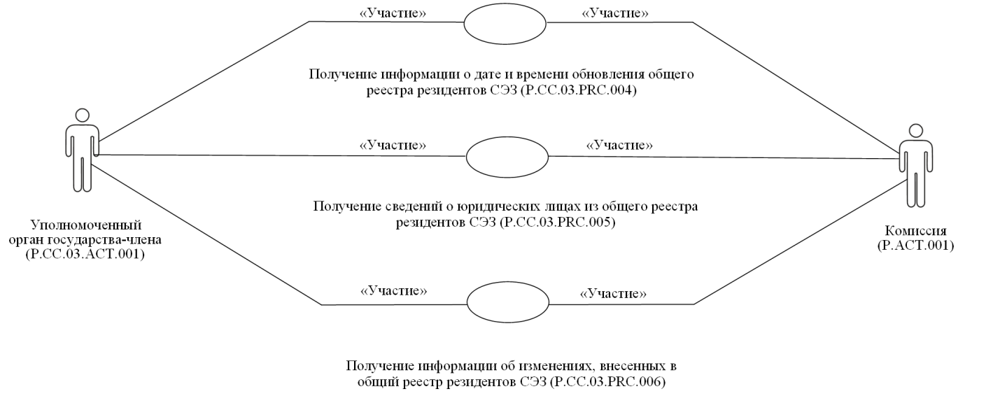 «Участие»
«Участие»
Получение информации о дате и времени обновления общего
реестра резидентов СЭЗ (P.CC.03.PRC.004)
«Участие»
«Участие»
Получение сведений о юридических лицах из общего реестра
резидентов СЭЗ (P.CC.03.PRC.005)
Уполномоченный
орган государства-члена
(P.CC.03.ACT.001)
Комиссия
(P.ACT.001)
«Участие»
«Участие»
Получение информации об изменениях, внесенных в
общий реестр резидентов СЭЗ (P.CC.03.PRC.006)